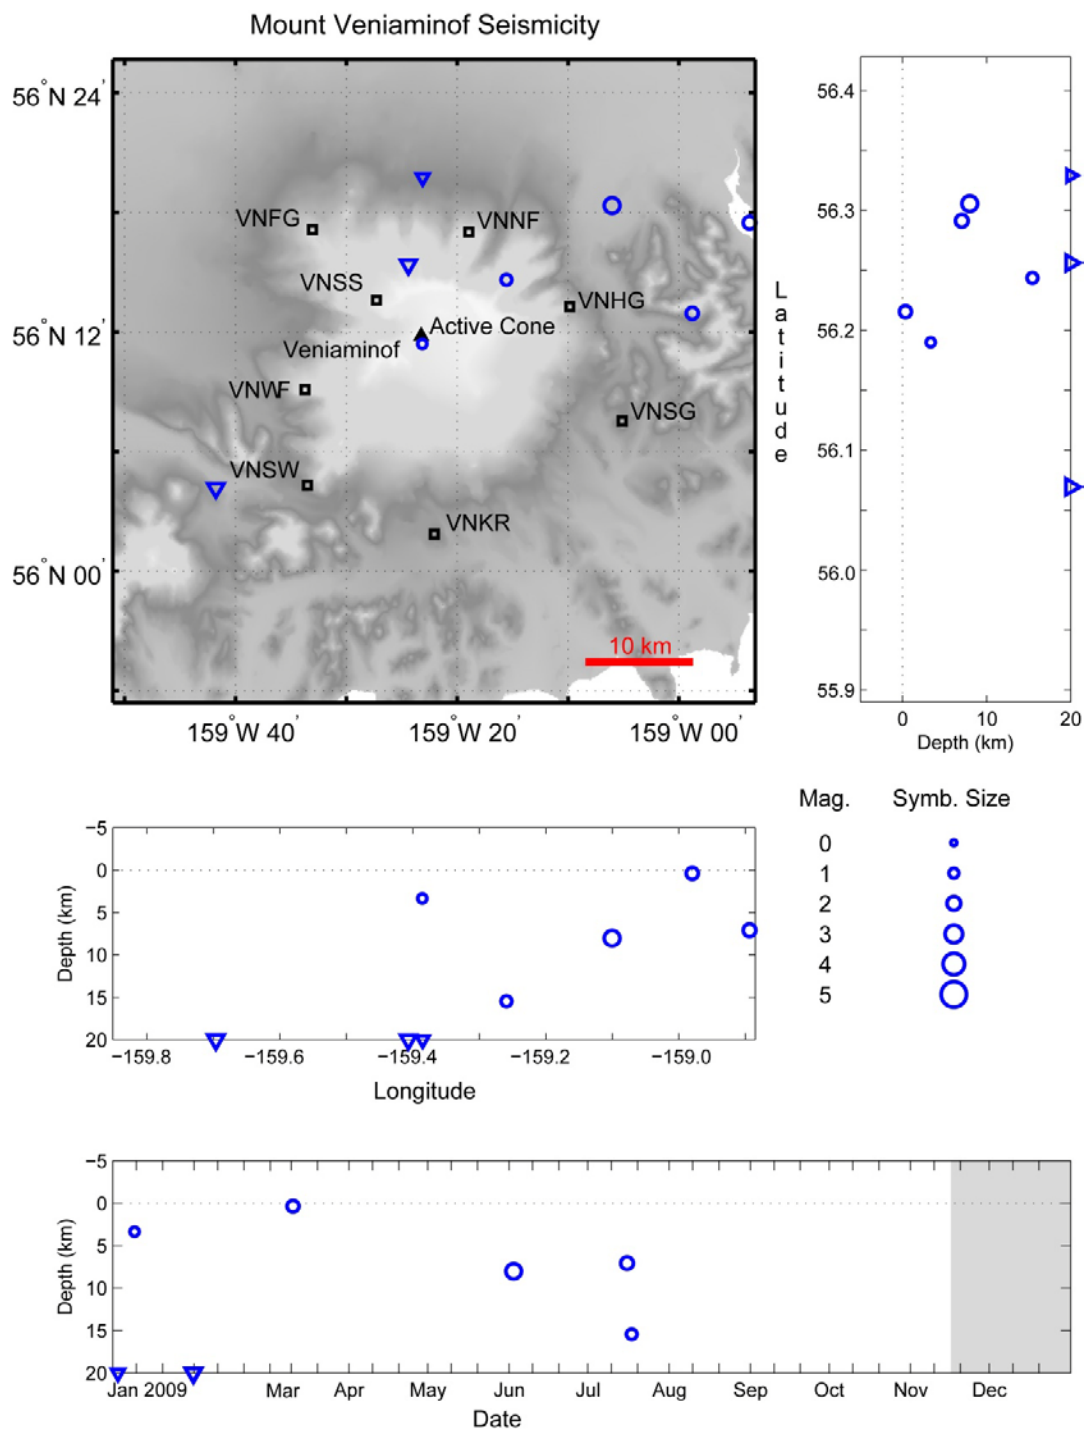 Mount Veniaminof Seismicity
56°N 24'
56°N 12'
56°N 00'
VNFG
VNNF
VNSS
VNHG
Active Cone
Veniaminof
VNWF
VNSG
VNSW
VNKR
10 km
159°W 40'
159°W 20'
159°W 00'
Latitude
56.4
56.3
56.2
56.1
56.0
55.9
0 10 20
Depth (km)
Mag. Symb. Size
0
1
2
3
4
5
−5
0
5
10
15
20
Depth (km)
−159.8 −159.6 −159.4 −159.2 −159.0
Longitude
−5
0
5
10
15
20
Depth (km)
Jan 2009 Mar Apr May Jun Jul Aug Sep Oct Nov Dec
Date